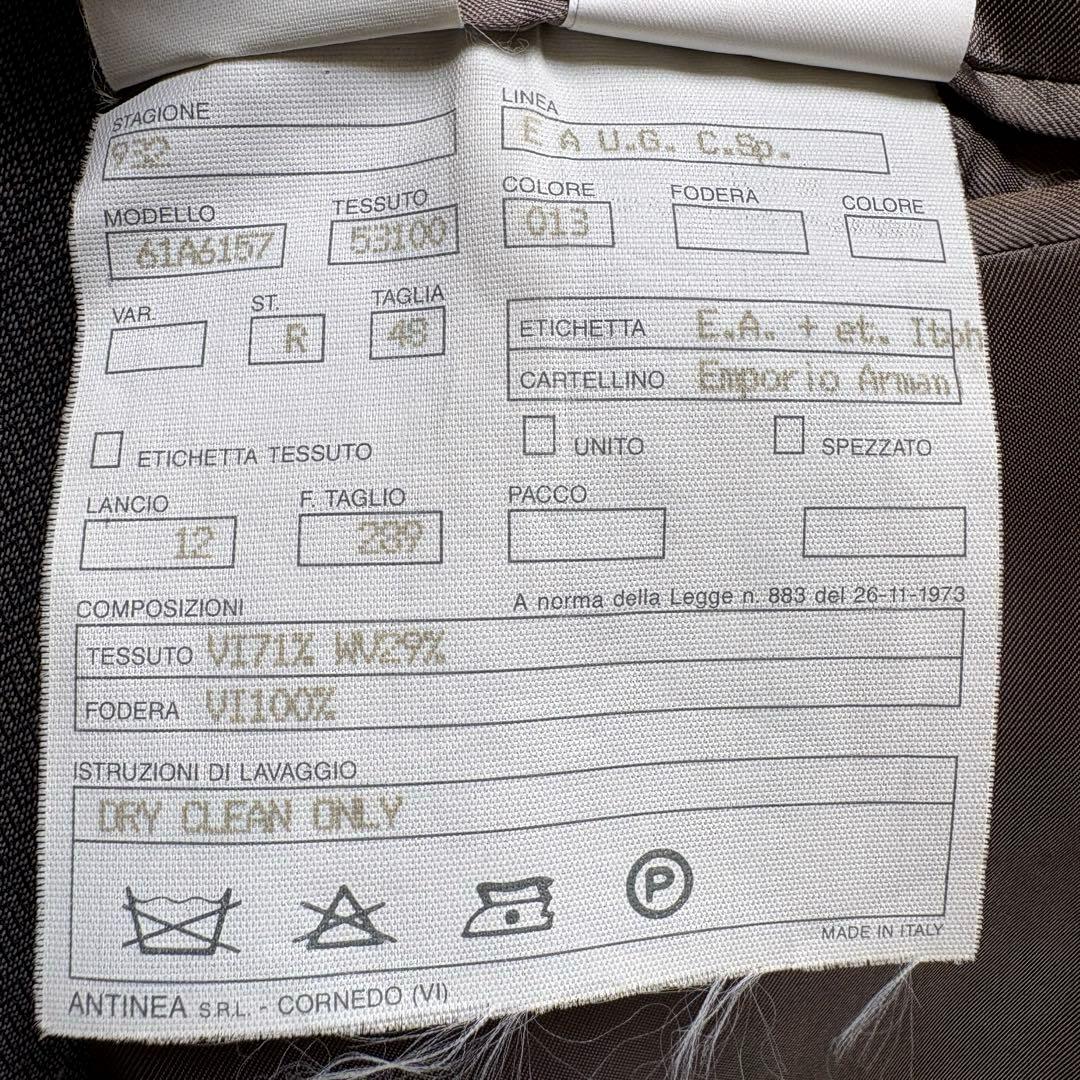 STAGIONE LINEA
932 E A U.G. C.Sp.
MODELLO TESSUTO COLORE FODERA COLORE
61A6157 53100 013
VAR. ST. TAGLIA
R 48
ETICHETTA E.A. + et. Itoh
CARTELLINO Emporio Arman
ETICHETTA TESSUTO UNITO SPEZZATO
LANCIO F. TAGLIO PACCO
12 289
COMPOSIZIONI A norma della Legge n. 883 del 26-11-1973
TESSUTO VI71% WV29%
FODERA VI100%
ISTRUZIONI DI LAVAGGIO
DRY CLEAN ONLY
P
MADE IN ITALY
ANTINEA S.R.L. - CORNEDO (VI)